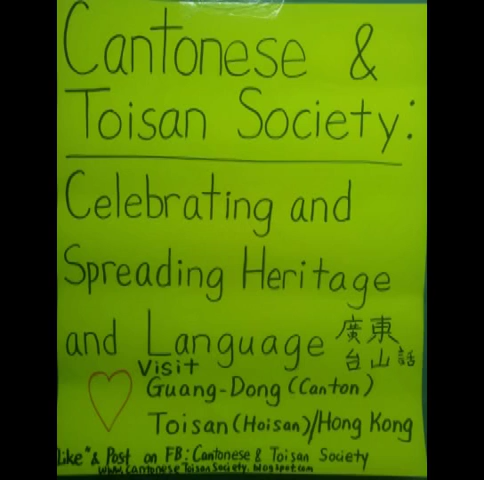 Cantonese &
Toisan Society:
Celebrating and
Spreading Heritage
and Language 廣東
台山話
Visit
Guang-Dong (Canton)
Toisan (Hoisan)/Hong Kong
Like" & Post on FB: Cantonese & Toisan Society
www.CantoneseToisanSociety.blogspot.com